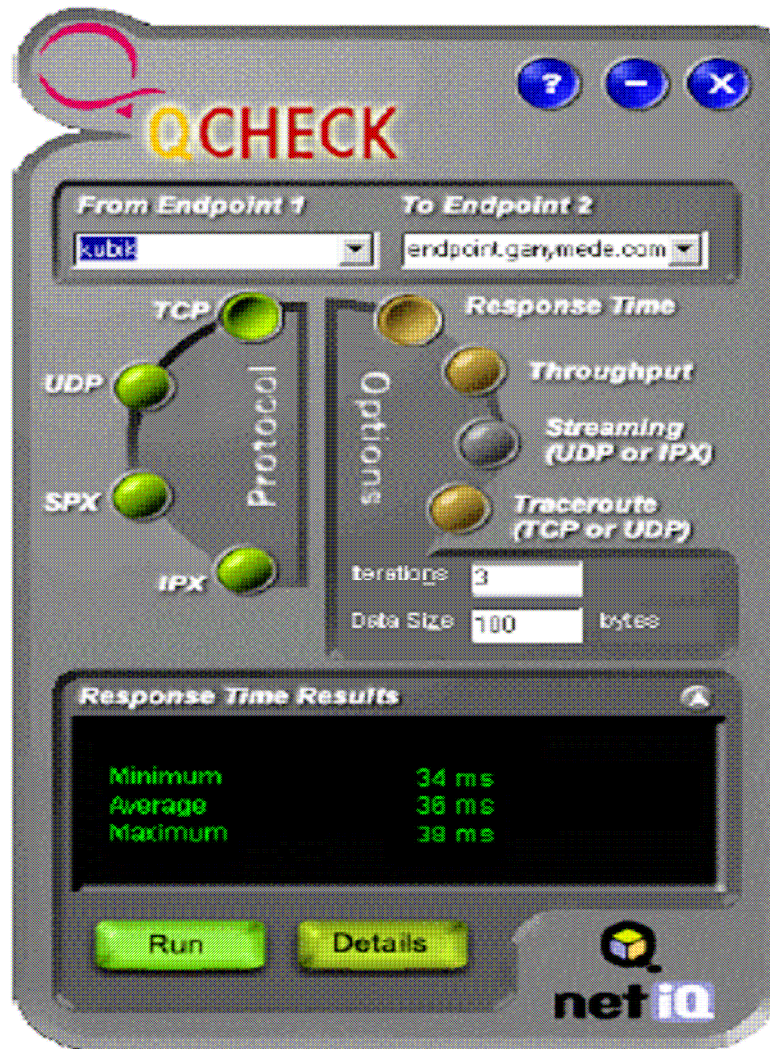 ?
QCHECK
From Endpoint 1
To Endpoint 2
kubik
endpoint.ganymede.com
TCP
Response Time
UDP
Throughput
Protocol
Options
Streaming
(UDP or IPX)
SPX
Traceroute
(TCP or UDP)
IPX
Iterations 3
Data Size 100 bytes
Response Time Results
Minimum 34 ms
Average 36 ms
Maximum 39 ms
Run
Details
net iQ